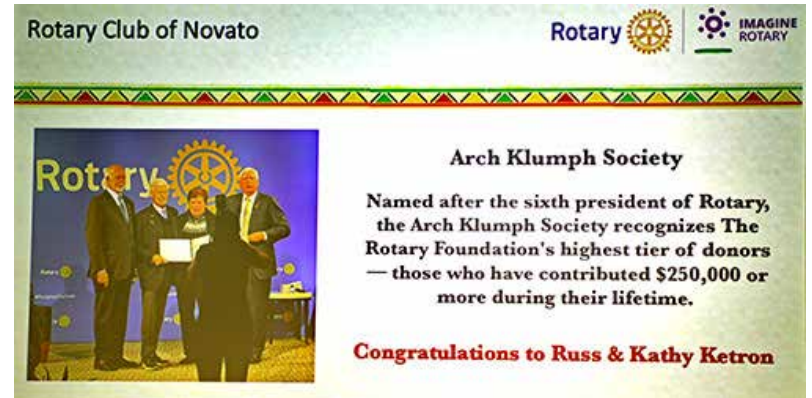 Rotary Club of Novato
Rotary
IMAGINE
ROTARY
Rotary
Arch Klumph Society
Named after the sixth president of Rotary,
the Arch Klumph Society recognizes The
Rotary Foundation's highest tier of donors
— those who have contributed $250,000 or
more during their lifetime.
Congratulations to Russ & Kathy Ketron